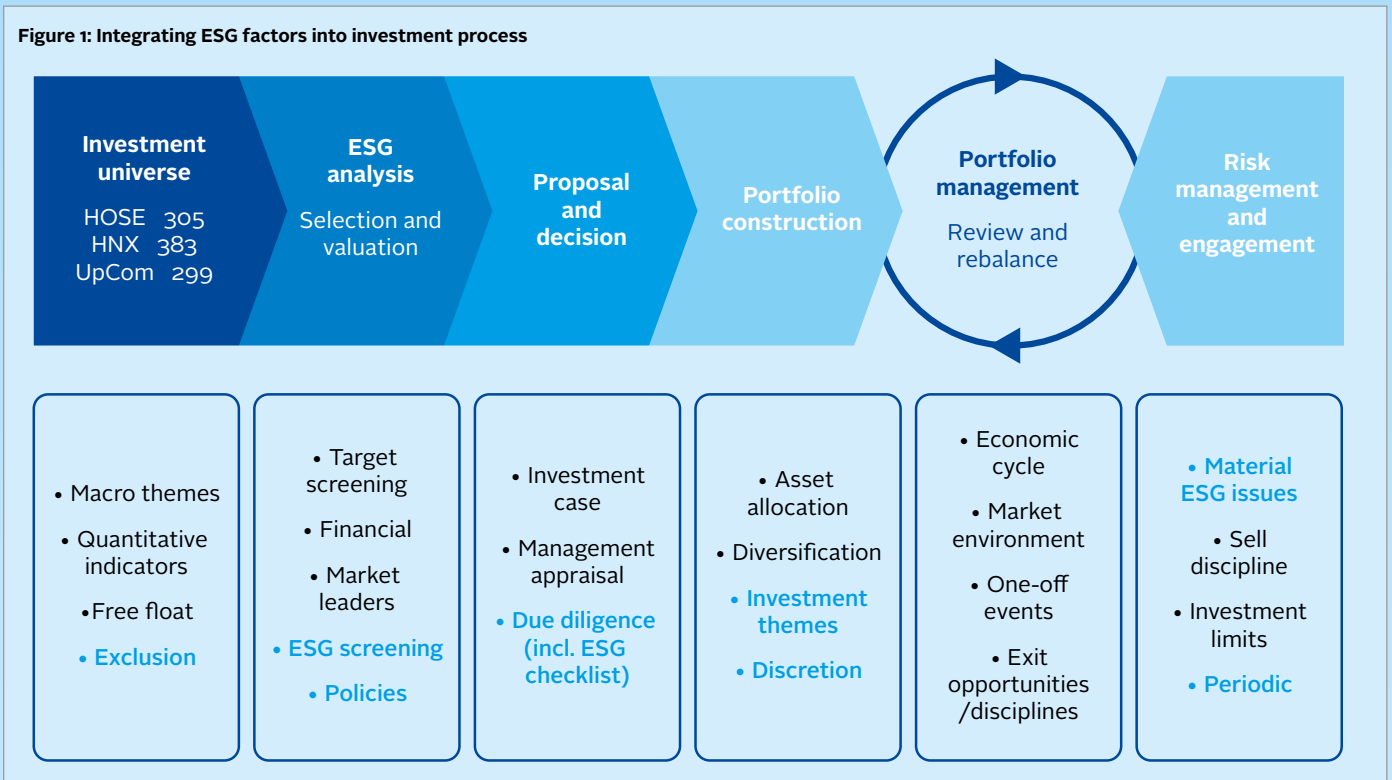 Figure 1: Integrating ESG factors into investment process
Investment
universe
HOSE 305
HNX 383
UpCom 299
ESG
analysis
Selection and
valuation
Proposal
and
decision
Portfolio
construction
Portfolio
management
Review and
rebalance
Risk
management
and
engagement
• Macro themes
• Quantitative
indicators
•Free float
• Exclusion
• Target
screening
• Financial
• Market
leaders
• ESG screening
• Policies
• Investment
case
• Management
appraisal
• Due diligence
(incl. ESG
checklist)
• Asset
allocation
• Diversification
• Investment
themes
• Discretion
• Economic
cycle
• Market
environment
• One-off
events
• Exit
opportunities
/disciplines
• Material
ESG issues
• Sell
discipline
• Investment
limits
• Periodic